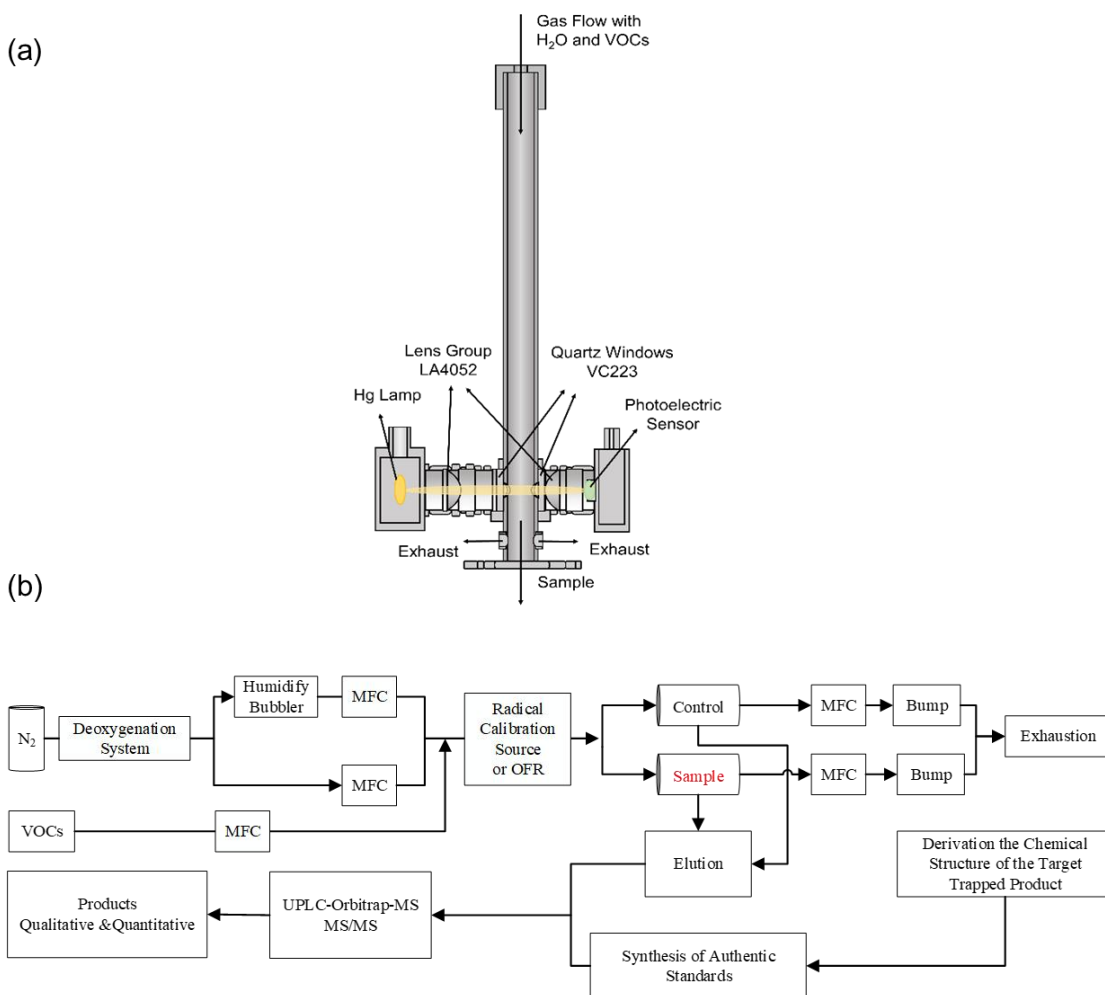 (a)
Gas Flow with
H₂O and VOCs
Lens Group
LA4052
Quartz Windows
VC223
Hg Lamp
Photoelectric
Sensor
Exhaust
Exhaust
Sample
(b)
Humidify
Bubbler
MFC
N₂
Deoxygenation
System
MFC
VOCs
MFC
Radical
Calibration
Source
or OFR
Control
MFC
Bump
Sample
MFC
Bump
Exhaustion
Elution
Derivation the Chemical
Structure of the Target
Trapped Product
Products
Qualitative &Quantitative
UPLC-Orbitrap-MS
MS/MS
Synthesis of Authentic
Standards